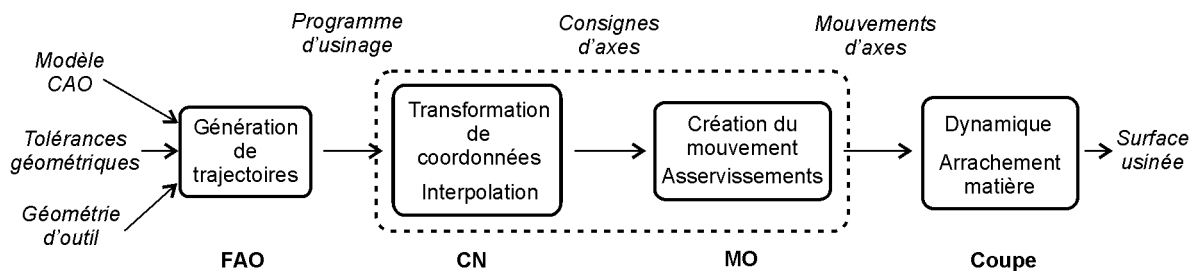 Programme
d'usinage
Consignes
d'axes
Mouvements
d'axes
Modèle
CAO
Tolérances
géométriques
Géométrie
d'outil
Génération
de
trajectoires
Transformation
de
coordonnées
Interpolation
Création du
mouvement
Asservissements
Dynamique
Arrachement
matière
Surface
usinée
FAO
CN
MO
Coupe